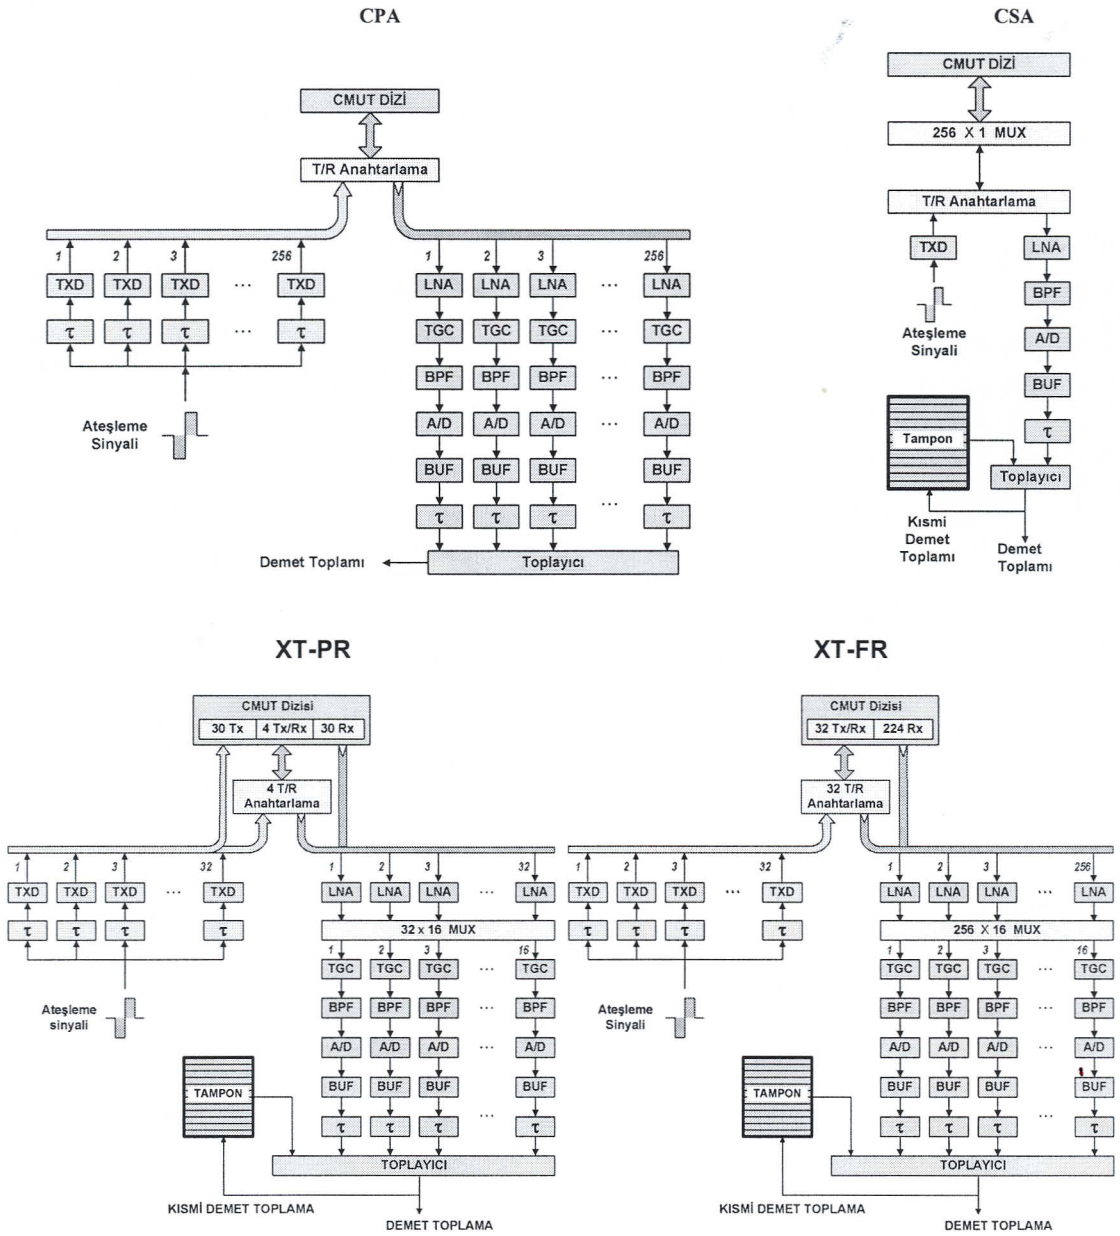 CPA
CMUT DİZİ
T/R Anahtarlama
1 2 3 256
TXD TXD TXD ... TXD
τ τ τ ... τ
Ateşleme
Sinyali
1 2 3 256
LNA LNA LNA ... LNA
TGC TGC TGC ... TGC
BPF BPF BPF ... BPF
A/D A/D A/D ... A/D
BUF BUF BUF ... BUF
τ τ τ ... τ
Demet Toplamı
Toplayıcı
CSA
CMUT DİZİ
256 X 1 MUX
T/R Anahtarlama
TXD
LNA
BPF
Ateşleme
Sinyali
A/D
BUF
τ
Tampon
Toplayıcı
Kısmi
Demet
Toplamı
Demet
Toplamı
XT-PR
CMUT Dizisi
30 Tx 4 Tx/Rx 30 Rx
4 T/R
Anahtarlama
1 2 3 32
TXD TXD TXD ... TXD
τ τ τ ... τ
Ateşleme
sinyali
1 2 3 32
LNA LNA LNA ... LNA
32 x 16 MUX
1 2 3 16
TGC TGC TGC ... TGC
BPF BPF BPF ... BPF
A/D A/D A/D ... A/D
BUF BUF BUF ... BUF
τ τ τ ... τ
TAMPON
TOPLAYICI
KISMİ DEMET TOPLAMA
DEMET TOPLAMA
XT-FR
CMUT Dizisi
32 Tx/Rx 224 Rx
32 T/R
Anahtarlama
1 2 3 32
TXD TXD TXD ... TXD
τ τ τ ... τ
Ateşleme
Sinyali
1 2 3 256
LNA LNA LNA ... LNA
256 X 16 MUX
1 2 3 16
TGC TGC TGC ... TGC
BPF BPF BPF ... BPF
A/D A/D A/D ... A/D
BUF BUF BUF ... BUF
τ τ τ ... τ
TAMPON
TOPLAYICI
KISMİ DEMET TOPLAMA
DEMET TOPLAMA